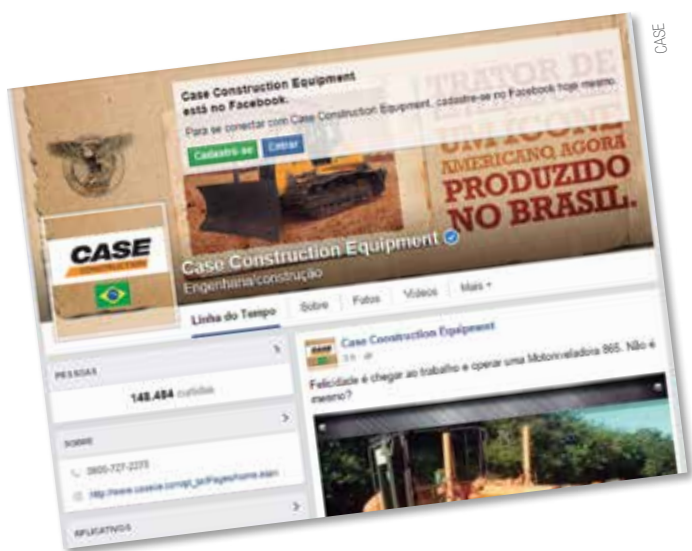 CASE
Case Construction Equipment
está no Facebook.
Para se conectar com Case Construction Equipment, cadastre-se no Facebook hoje mesmo.
Cadastre-se Entrar
TRATOR DE
UM ÍCONE
AMERICANO, AGORA
PRODUZIDO
NO BRASIL.
CASE
CONSTRUCTION
Case Construction Equipment
Engenharia/construção
Linha do Tempo Sobre Fotos Vídeos Mais
PESSOAS
148.484 curtidas
SOBRE
0800-727-2273
APLICATIVOS
Case Construction Equipment
3 h
Felicidade é chegar ao trabalho e operar uma Motoniveladora 865. Não é
mesmo?